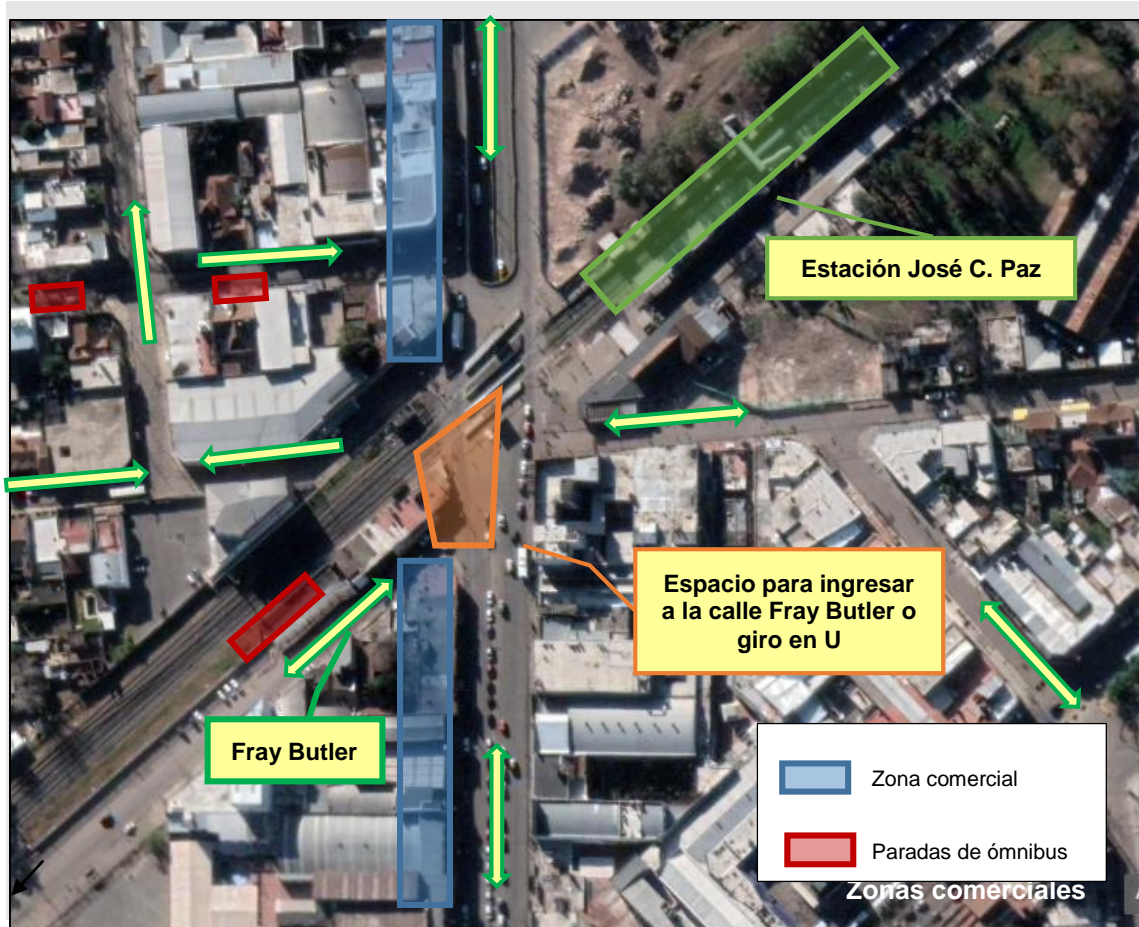 Estación José C. Paz
Espacio para ingresar
a la calle Fray Butler o
giro en U
Fray Butler
Zona comercial
Paradas de ómnibus
Zonas comerciales